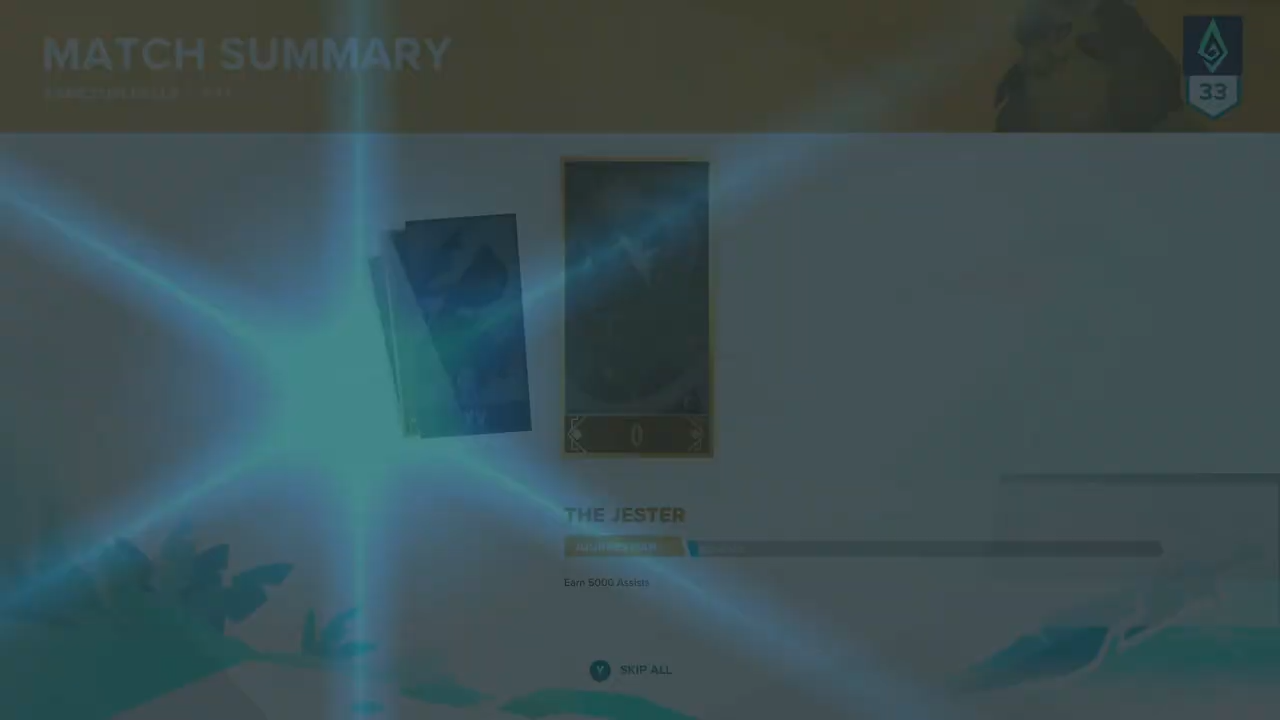 MATCH SUMMARY
33
0
THE JESTER
Earn 5000 Assists
Y SKIP ALL